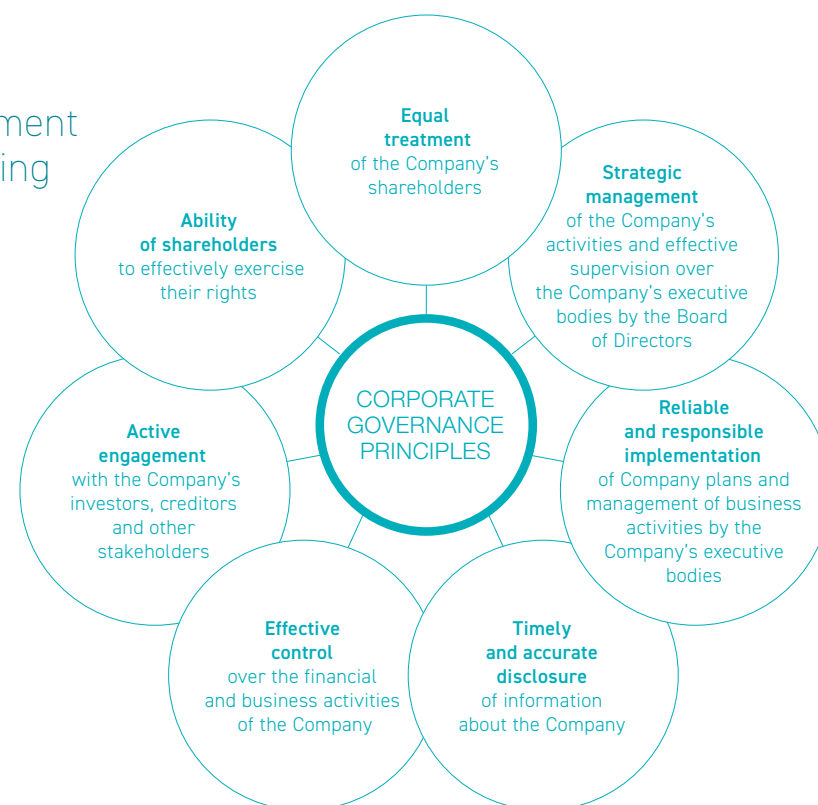 ment
ing
Equal
treatment
of the Company's
shareholders
Strategic
management
of the Company's
activities and effective
supervision over
the Company's executive
bodies by the Board
of Directors
Reliable
and responsible
implementation
of Company plans and
management of business
activities by the
Company's executive
bodies
Timely
and accurate
disclosure
of information
about the Company
Effective
control
over the financial
and business activities
of the Company
Active
engagement
with the Company's
investors, creditors
and other
stakeholders
Ability
of shareholders
to effectively exercise
their rights
CORPORATE
GOVERNANCE
PRINCIPLES